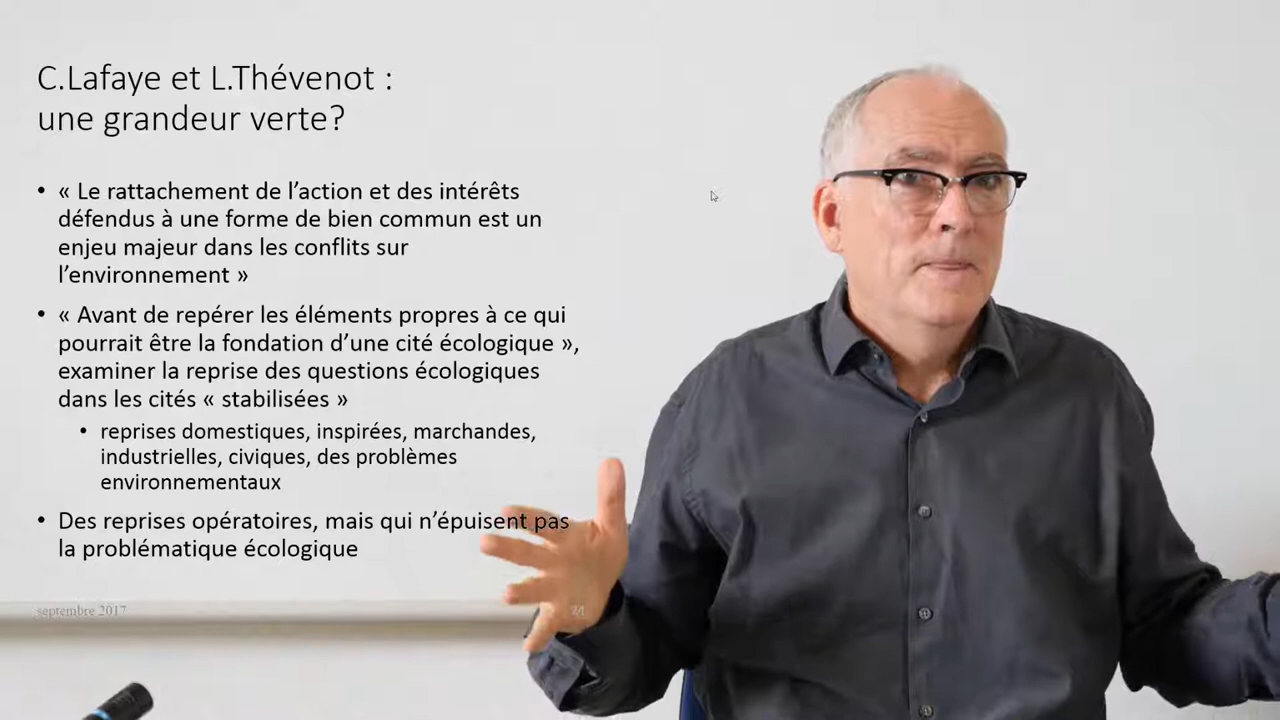 C.Lafaye et L.Thévenot :
une grandeur verte?
• « Le rattachement de l’action et des intérêts
défendus à une forme de bien commun est un
enjeu majeur dans les conflits sur
l’environnement »
• « Avant de repérer les éléments propres à ce qui
pourrait être la fondation d’une cité écologique »,
examiner la reprise des questions écologiques
dans les cités « stabilisées »
• reprises domestiques, inspirées, marchandes,
industrielles, civiques, des problèmes
environnementaux
• Des reprises opératoires, mais qui n’épuisent pas
la problématique écologique
septembre 2017
24